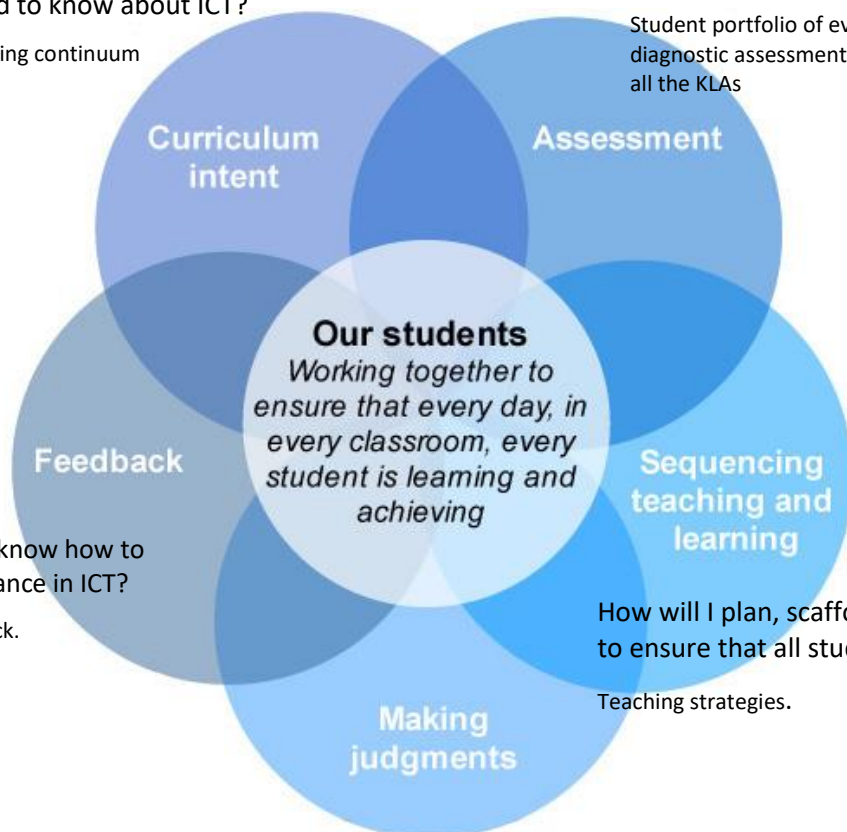 d to know about ICT?
ing continuum
Student portfolio of ev
diagnostic assessment
all the KLAs
Curriculum
intent
Assessment
Our students
Working together to
ensure that every day, in
every classroom, every
student is learning and
achieving
Feedback
Sequencing
teaching and
learning
know how to
ance in ICT?
ck.
How will I plan, scaffo
to ensure that all stud
Teaching strategies.
Making
judgments